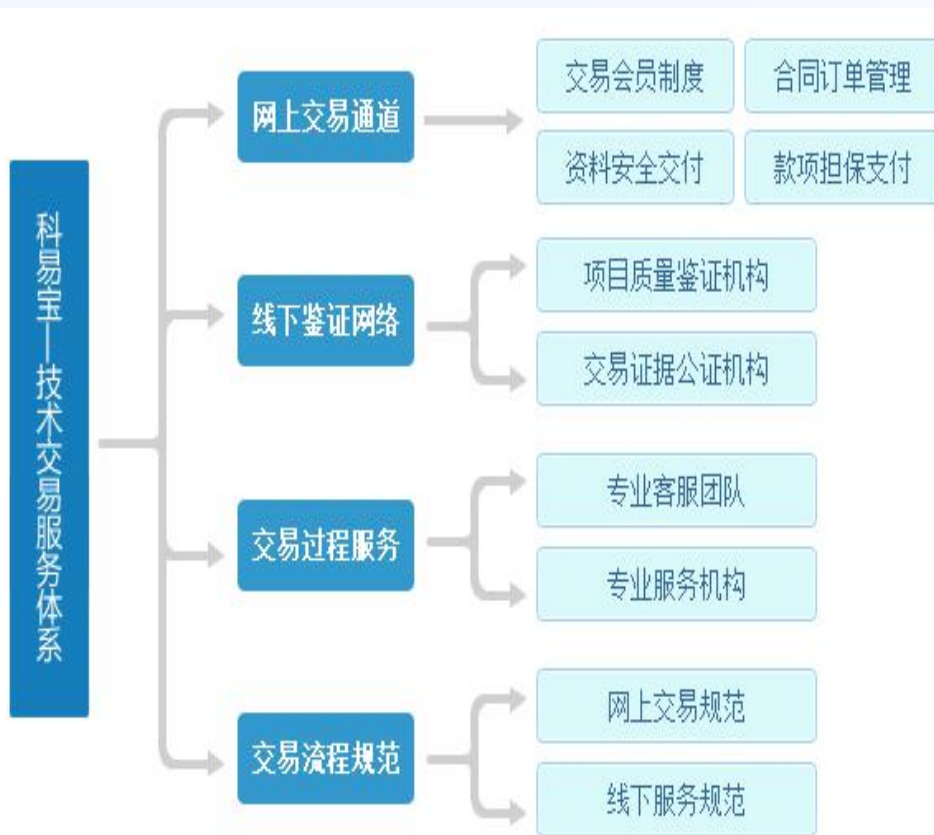 科易宝—技术交易服务体系
网上交易通道
交易会员制度
合同订单管理
资料安全交付
款项担保支付
线下鉴证网络
项目质量鉴证机构
交易证据公证机构
交易过程服务
专业客服团队
专业服务机构
交易流程规范
网上交易规范
线下服务规范